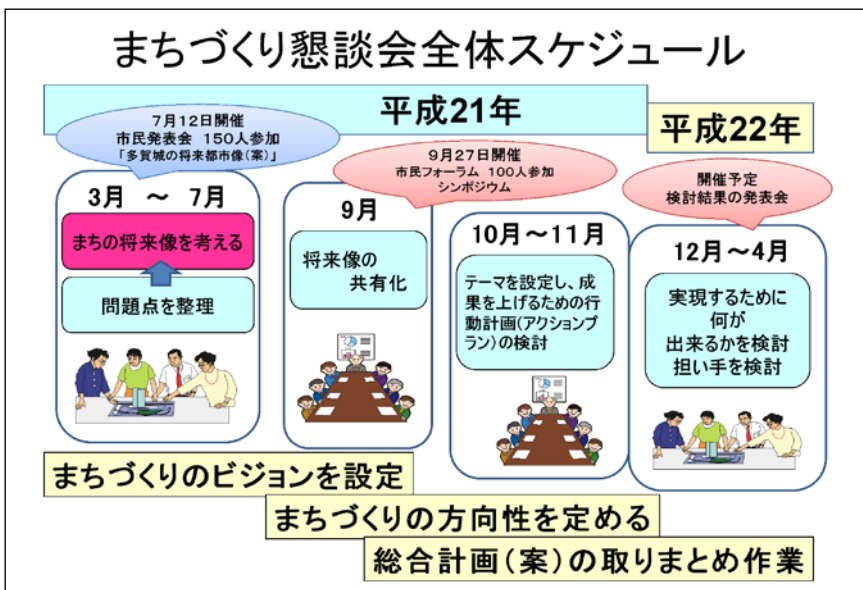 まちづくり懇談会全体スケジュール
平成21年
平成22年
7月12日開催
市民発表会 150人参加
「多賀城の将来都市像(案)」
9月27日開催
市民フォーラム 100人参加
シンポジウム
開催予定
検討結果の発表会
3月 ～ 7月
まちの将来像を考える
問題点を整理
9月
将来像の
共有化
10月～11月
テーマを設定し、成
果を上げるための行
動計画(アクションプ
ラン)の検討
12月～4月
実現するために
何が
出来るかを検討
担い手を検討
まちづくりのビジョンを設定
まちづくりの方向性を定める
総合計画(案)の取りまとめ作業